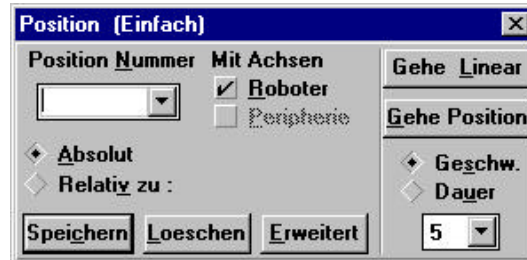 Position (Einfach)
Position Nummer
Mit Achsen
Roboter
Peripherie
Absolut
Relativ zu :
Speichern
Loeschen
Erweitert
Gehe Linear
Gehe Position
Geschw.
Dauer
5